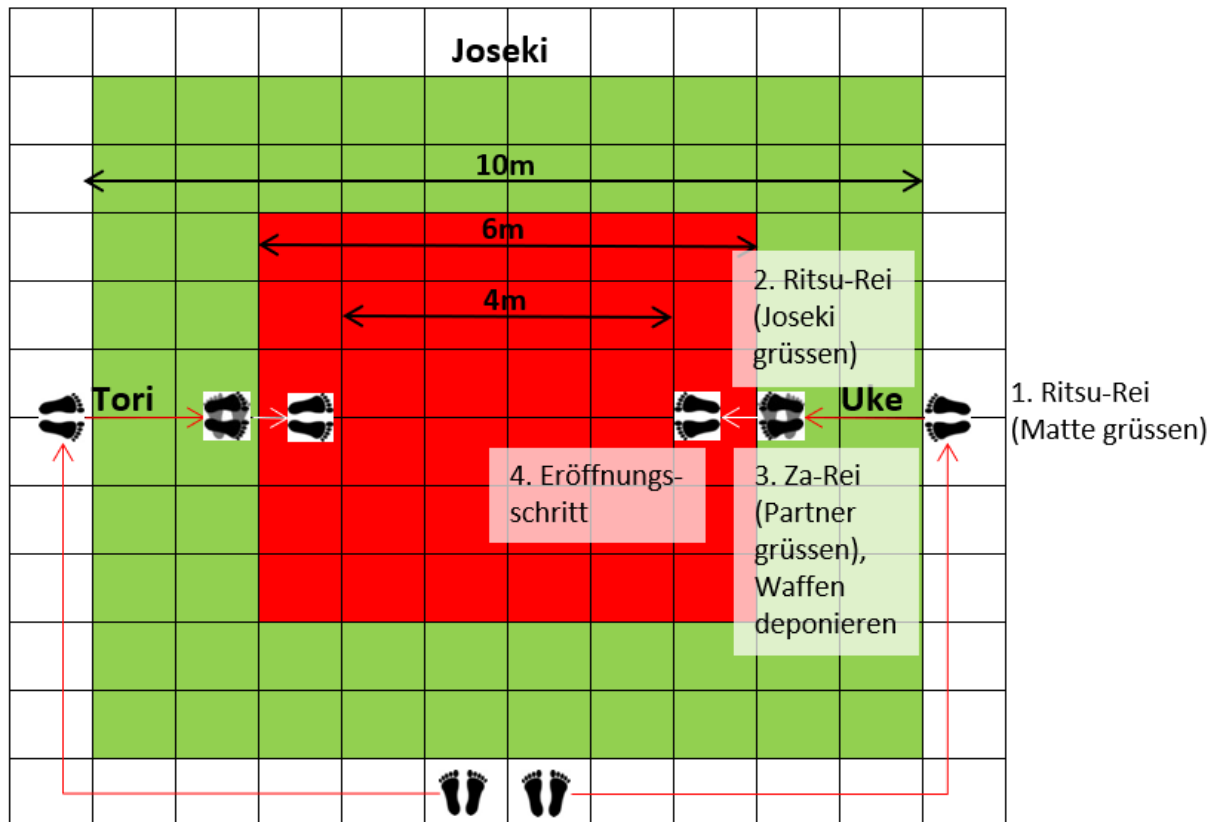 Joseki
10m
6m
2. Ritsu-Rei
(Joseki
grüssen)
4m
Tori
Uke
1. Ritsu-Rei
(Matte grüssen)
4. Eröffnungs-
schritt
3. Za-Rei
(Partner
grüssen),
Waffen
deponieren